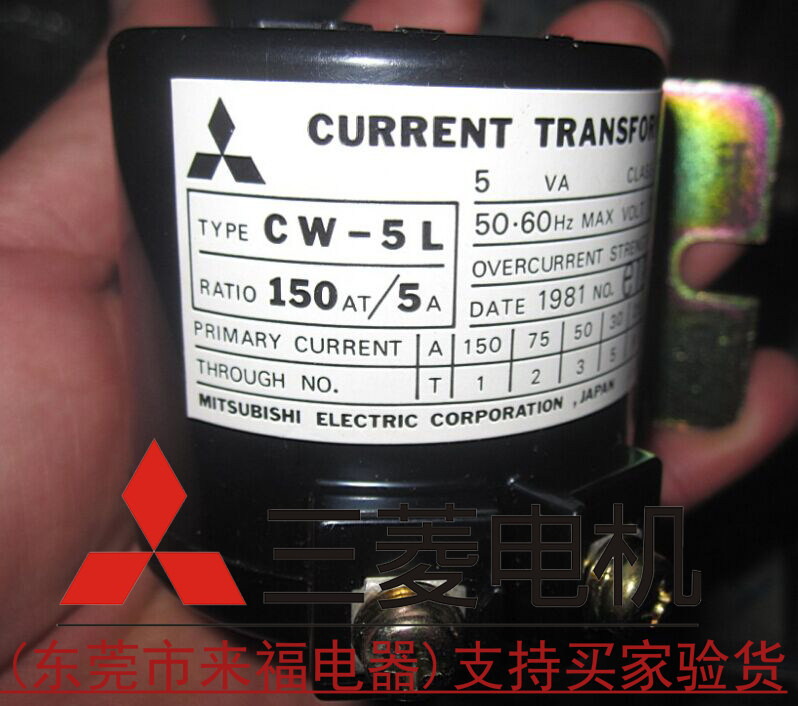 CURRENT TRANSFOR
5 VA CLAS
TYPE CW-5L
50·60Hz MAX VOLT
RATIO 150AT/5A
OVERCURRENT STREN
DATE 1981 NO.
PRIMARY CURRENT A 150 75 50 30
THROUGH NO. T 1 2 3 5
MITSUBISHI ELECTRIC CORPORATION, JAPAN
三菱电机
(东莞市来福电器)支持买家验货